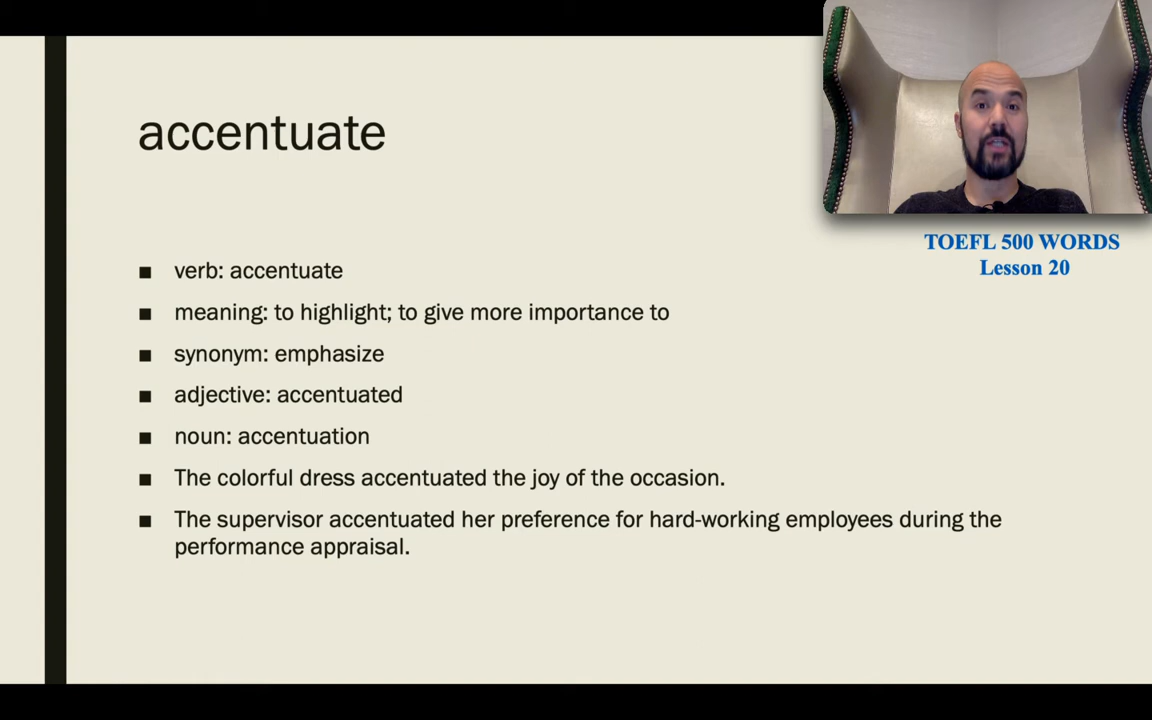 accentuate
TOEFL 500 WORDS
Lesson 20
■ verb: accentuate
■ meaning: to highlight; to give more importance to
■ synonym: emphasize
■ adjective: accentuated
■ noun: accentuation
■ The colorful dress accentuated the joy of the occasion.
■ The supervisor accentuated her preference for hard-working employees during the
performance appraisal.